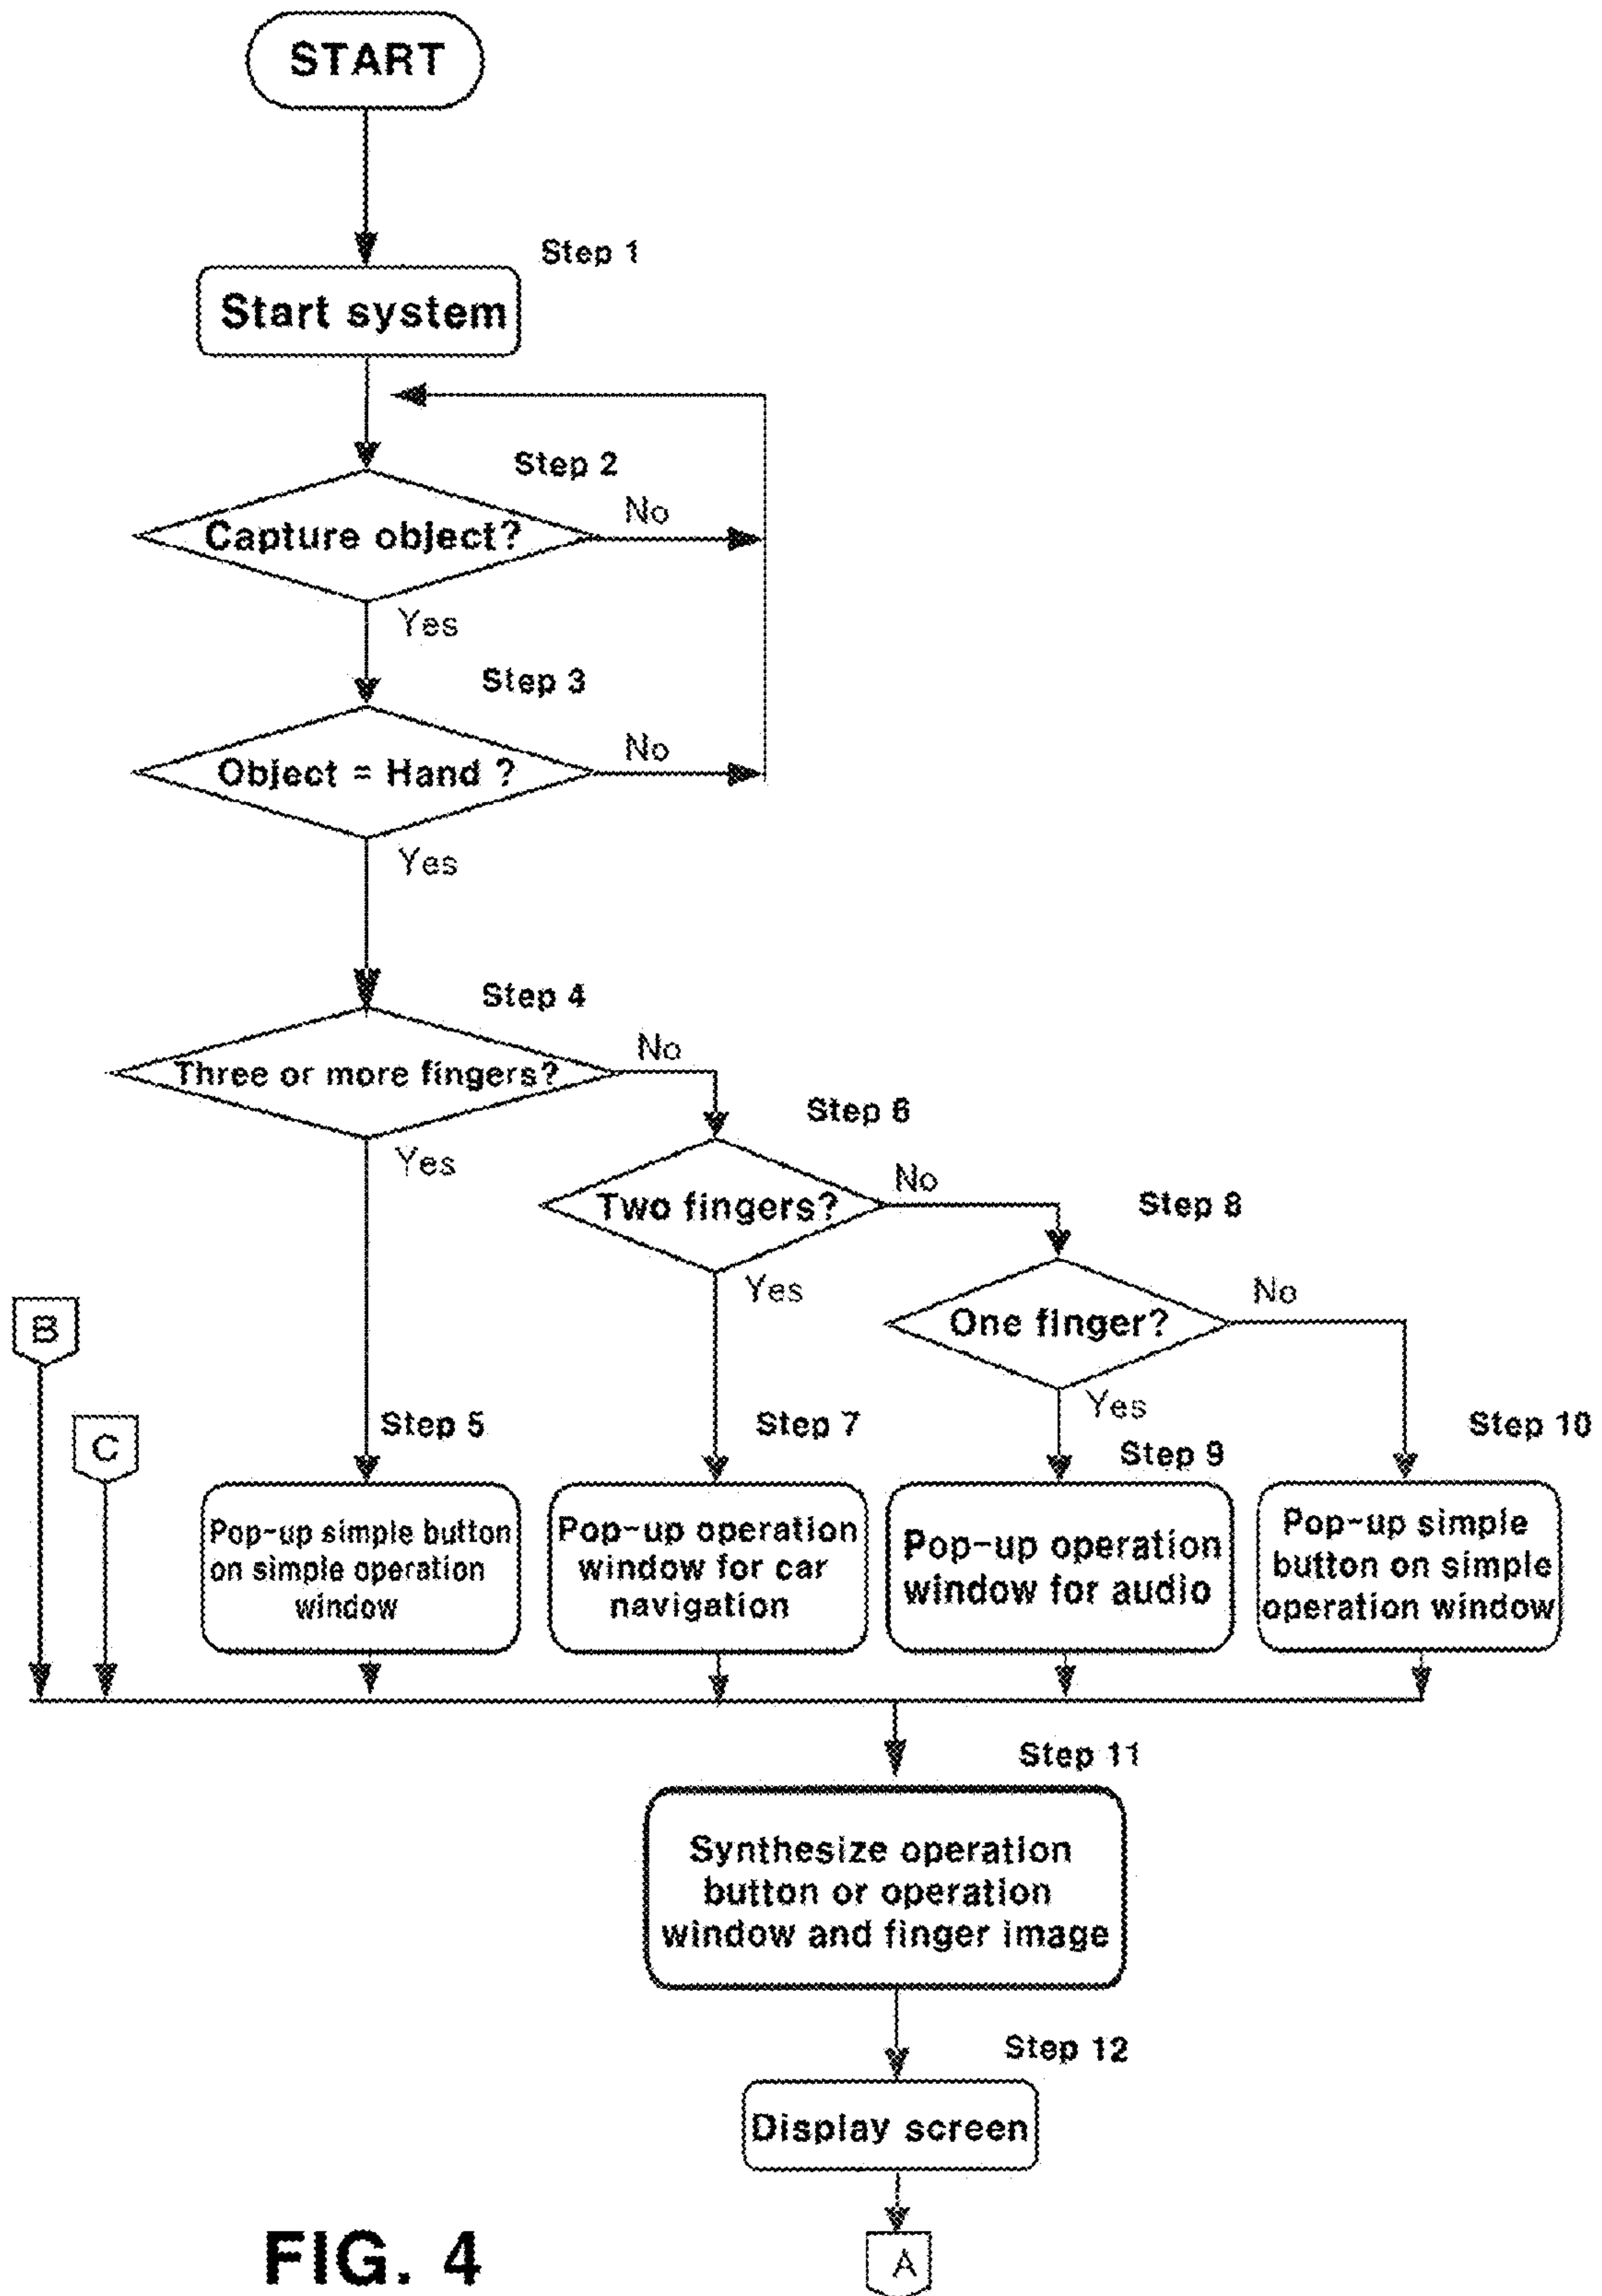 START
Step 1
Start system
Step 2
Capture object?
No
Yes
Step 3
Object = Hand ?
No
Yes
Step 4
Three or more fingers?
No
Yes
Step 6
Two fingers?
No
Yes
Step 8
One finger?
No
Yes
B
C
Step 5
Pop-up simple button
on simple operation
window
Step 7
Pop-up operation
window for car
navigation
Step 9
Pop-up operation
window for audio
Step 10
Pop-up simple
button on simple
operation window
Step 11
Synthesize operation
button or operation
window and finger image
Step 12
Display screen
A
FIG. 4